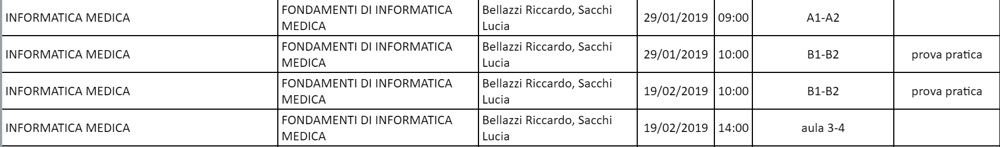 INFORMATICA MEDICA
FONDAMENTI DI INFORMATICA
MEDICA
Bellazzi Riccardo, Sacchi
Lucia
29/01/2019
09:00
A1-A2
INFORMATICA MEDICA
FONDAMENTI DI INFORMATICA
MEDICA
Bellazzi Riccardo, Sacchi
Lucia
29/01/2019
10:00
B1-B2
prova pratica
INFORMATICA MEDICA
FONDAMENTI DI INFORMATICA
MEDICA
Bellazzi Riccardo, Sacchi
Lucia
19/02/2019
10:00
B1-B2
prova pratica
INFORMATICA MEDICA
FONDAMENTI DI INFORMATICA
MEDICA
Bellazzi Riccardo, Sacchi
Lucia
19/02/2019
14:00
aula 3-4